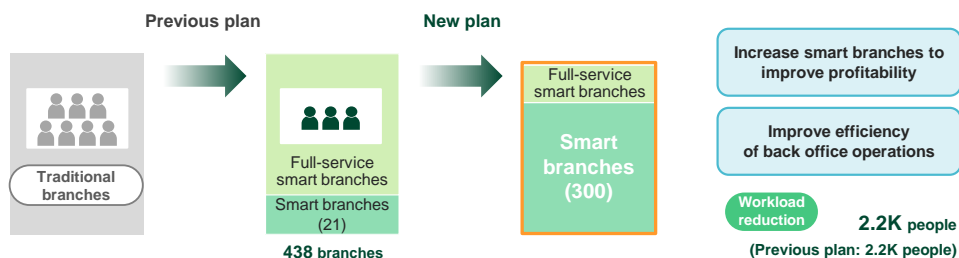 Previous plan
New plan
Traditional
branches
Full-service
smart branches
Smart branches
(21)
438 branches
Full-service
smart branches
Smart
branches
(300)
Increase smart branches to
improve profitability
Improve efficiency
of back office operations
Workload
reduction
2.2K people
(Previous plan: 2.2K people)